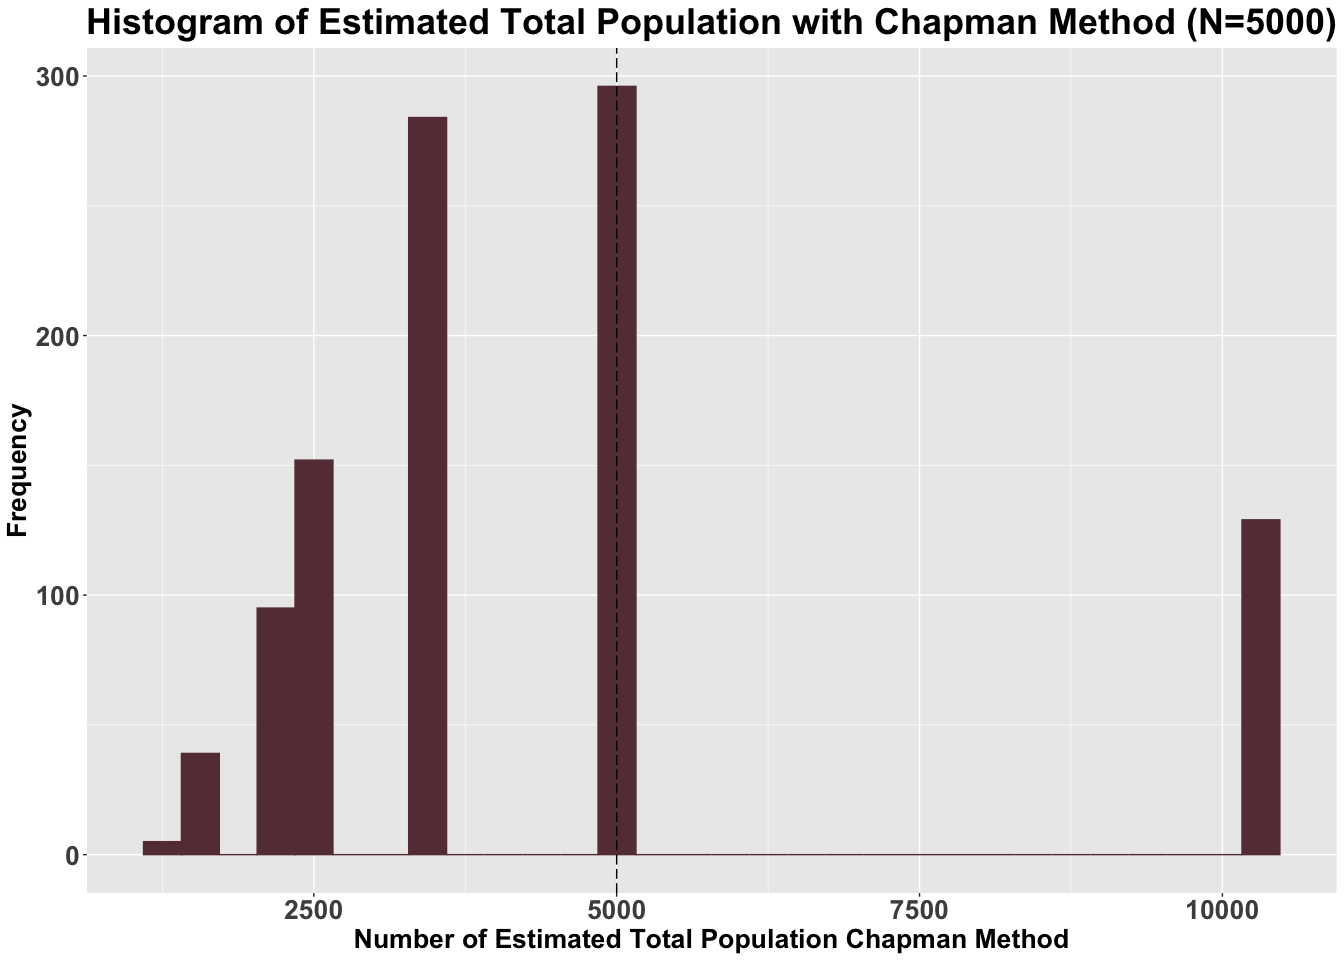 Histogram of Estimated Total Population with Chapman Method (N=5000)
300
200
100
0
Frequency
2500 5000 7500 10000
Number of Estimated Total Population Chapman Method